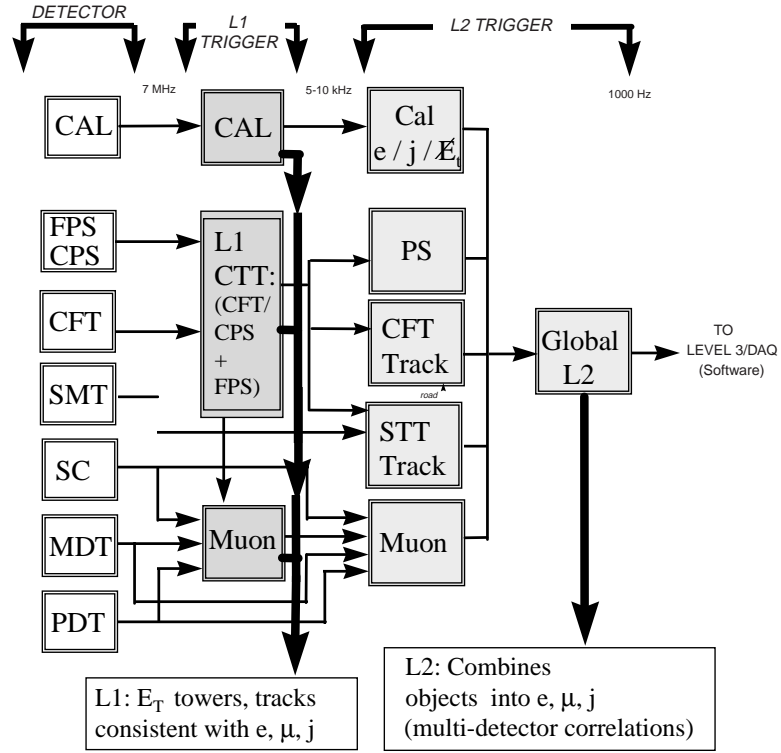 DETECTOR
L1
TRIGGER
L2 TRIGGER
7 MHz
5-10 kHz
1000 Hz
CAL
CAL
Cal
e / j / E̸t
FPS
CPS
L1
CTT:
(CFT/
CPS
+
FPS)
PS
CFT
CFT
Track
Global
L2
TO
LEVEL 3/DAQ
(Software)
SMT
road
STT
Track
SC
MDT
Muon
Muon
PDT
L1: ET towers, tracks
consistent with e, μ, j
L2: Combines
objects into e, μ, j
(multi-detector correlations)